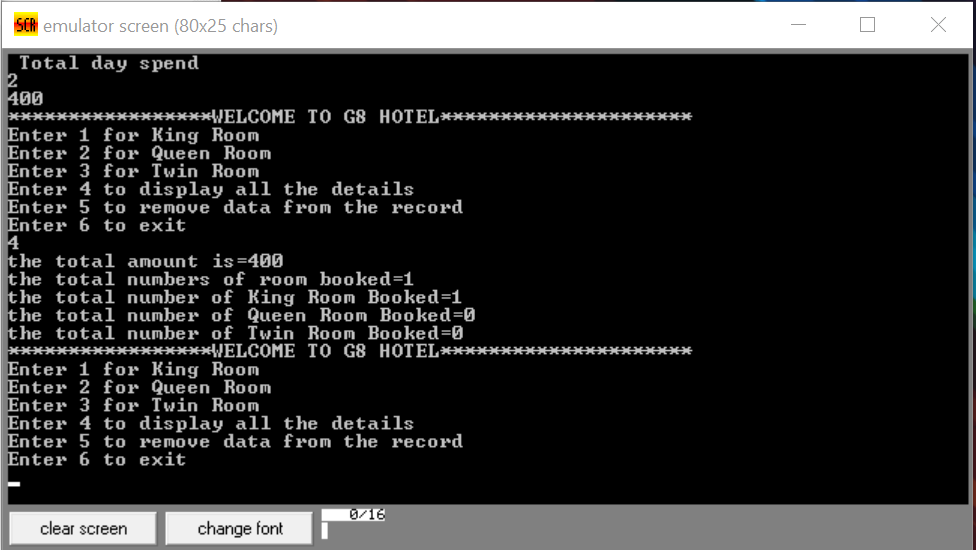 SCR emulator screen (80x25 chars)
Total day spend
2
400
*****************WELCOME TO G8 HOTEL*********************
Enter 1 for King Room
Enter 2 for Queen Room
Enter 3 for Twin Room
Enter 4 to display all the details
Enter 5 to remove data from the record
Enter 6 to exit
4
the total amount is=400
the total numbers of room booked=1
the total number of King Room Booked=1
the total number of Queen Room Booked=0
the total number of Twin Room Booked=0
*****************WELCOME TO G8 HOTEL*********************
Enter 1 for King Room
Enter 2 for Queen Room
Enter 3 for Twin Room
Enter 4 to display all the details
Enter 5 to remove data from the record
Enter 6 to exit
clear screen change font 0/16